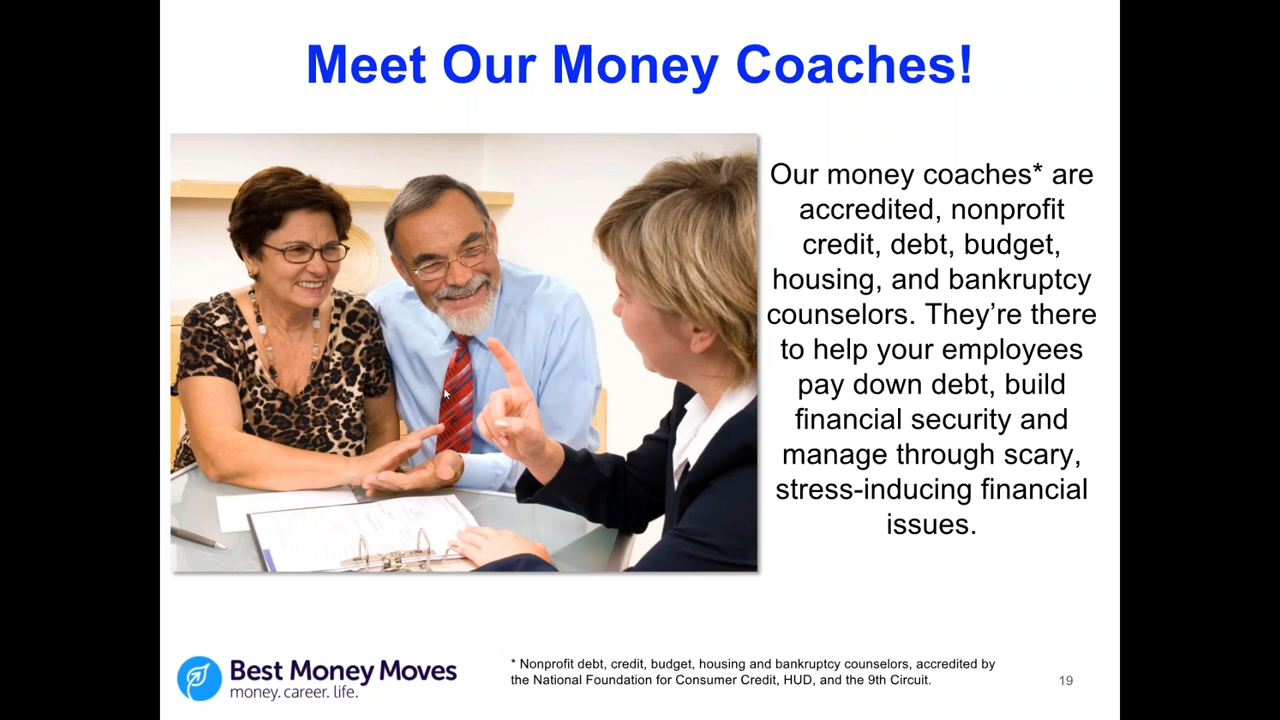 Meet Our Money Coaches!
Our money coaches* are
accredited, nonprofit
credit, debt, budget,
housing, and bankruptcy
counselors. They’re there
to help your employees
pay down debt, build
financial security and
manage through scary,
stress-inducing financial
issues.
Best Money Moves
money. career. life.
* Nonprofit debt, credit, budget, housing and bankruptcy counselors, accredited by
the National Foundation for Consumer Credit, HUD, and the 9th Circuit.
19